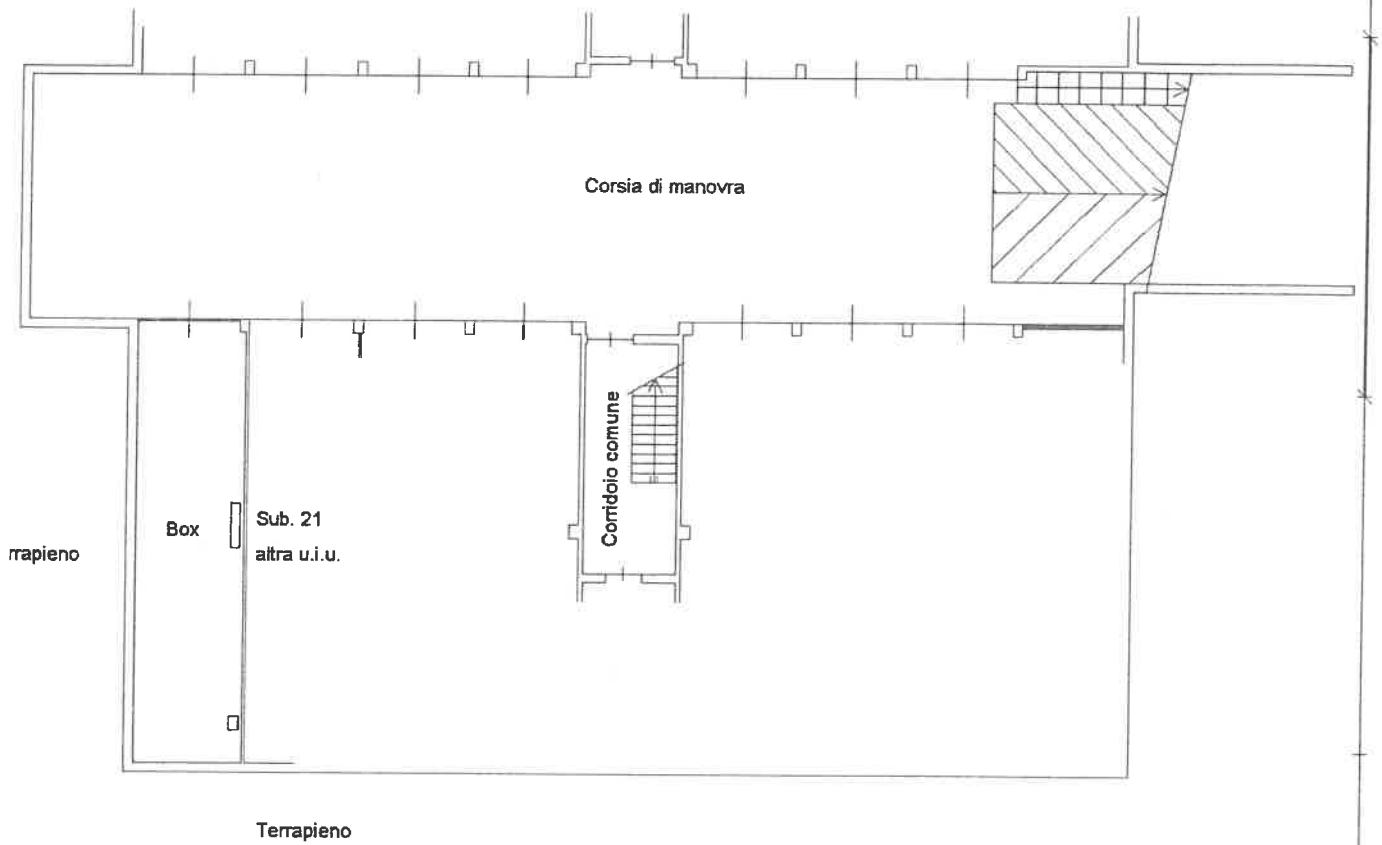 Corsia di manovra
Corridoio comune
Box
Sub. 21
altra u.i.u.
rrapieno
Terrapieno